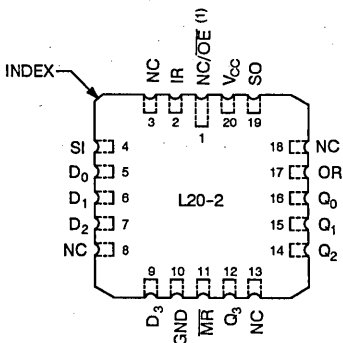 INDEX
NC IR NC/O̅E̅ (1) VCC SO
3 2 1 20 19
SI 4 18 NC
D0 5 17 OR
D1 6 L20-2 16 Q0
D2 7 15 Q1
NC 8 14 Q2
9 10 11 12 13
D3 GND M̅R̅ Q3 NC